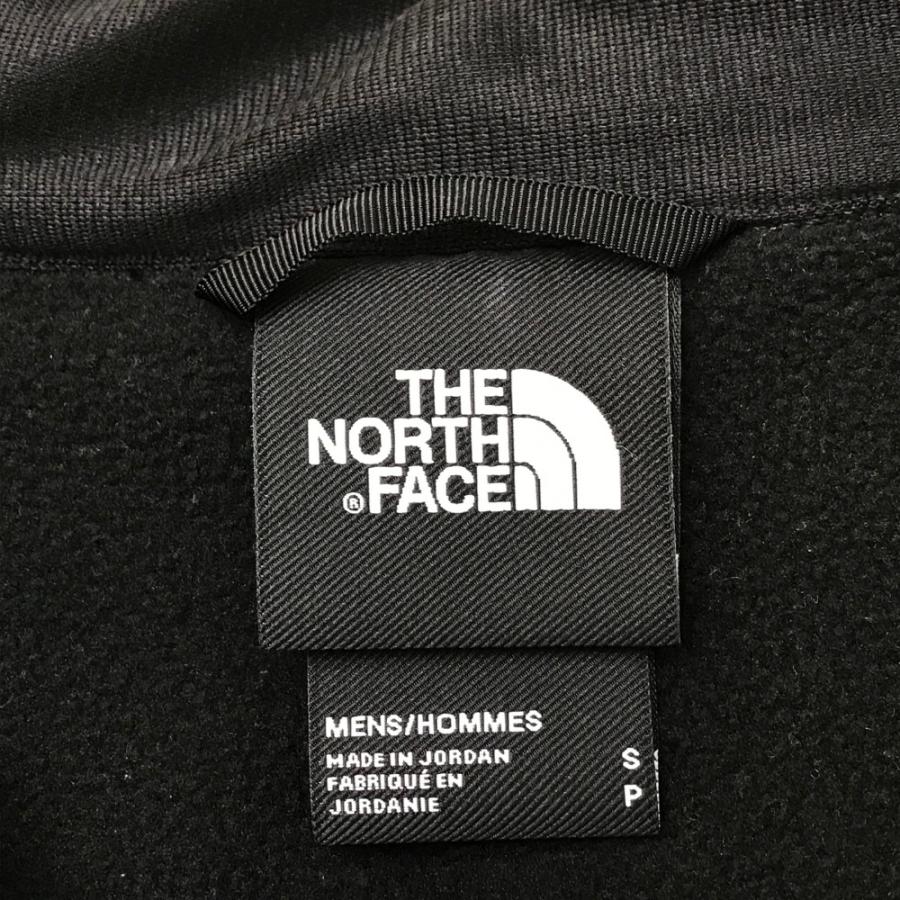 THE
NORTH
® FACE
MENS/HOMMES
MADE IN JORDAN
FABRIQUÉ EN
JORDANIE
S
P